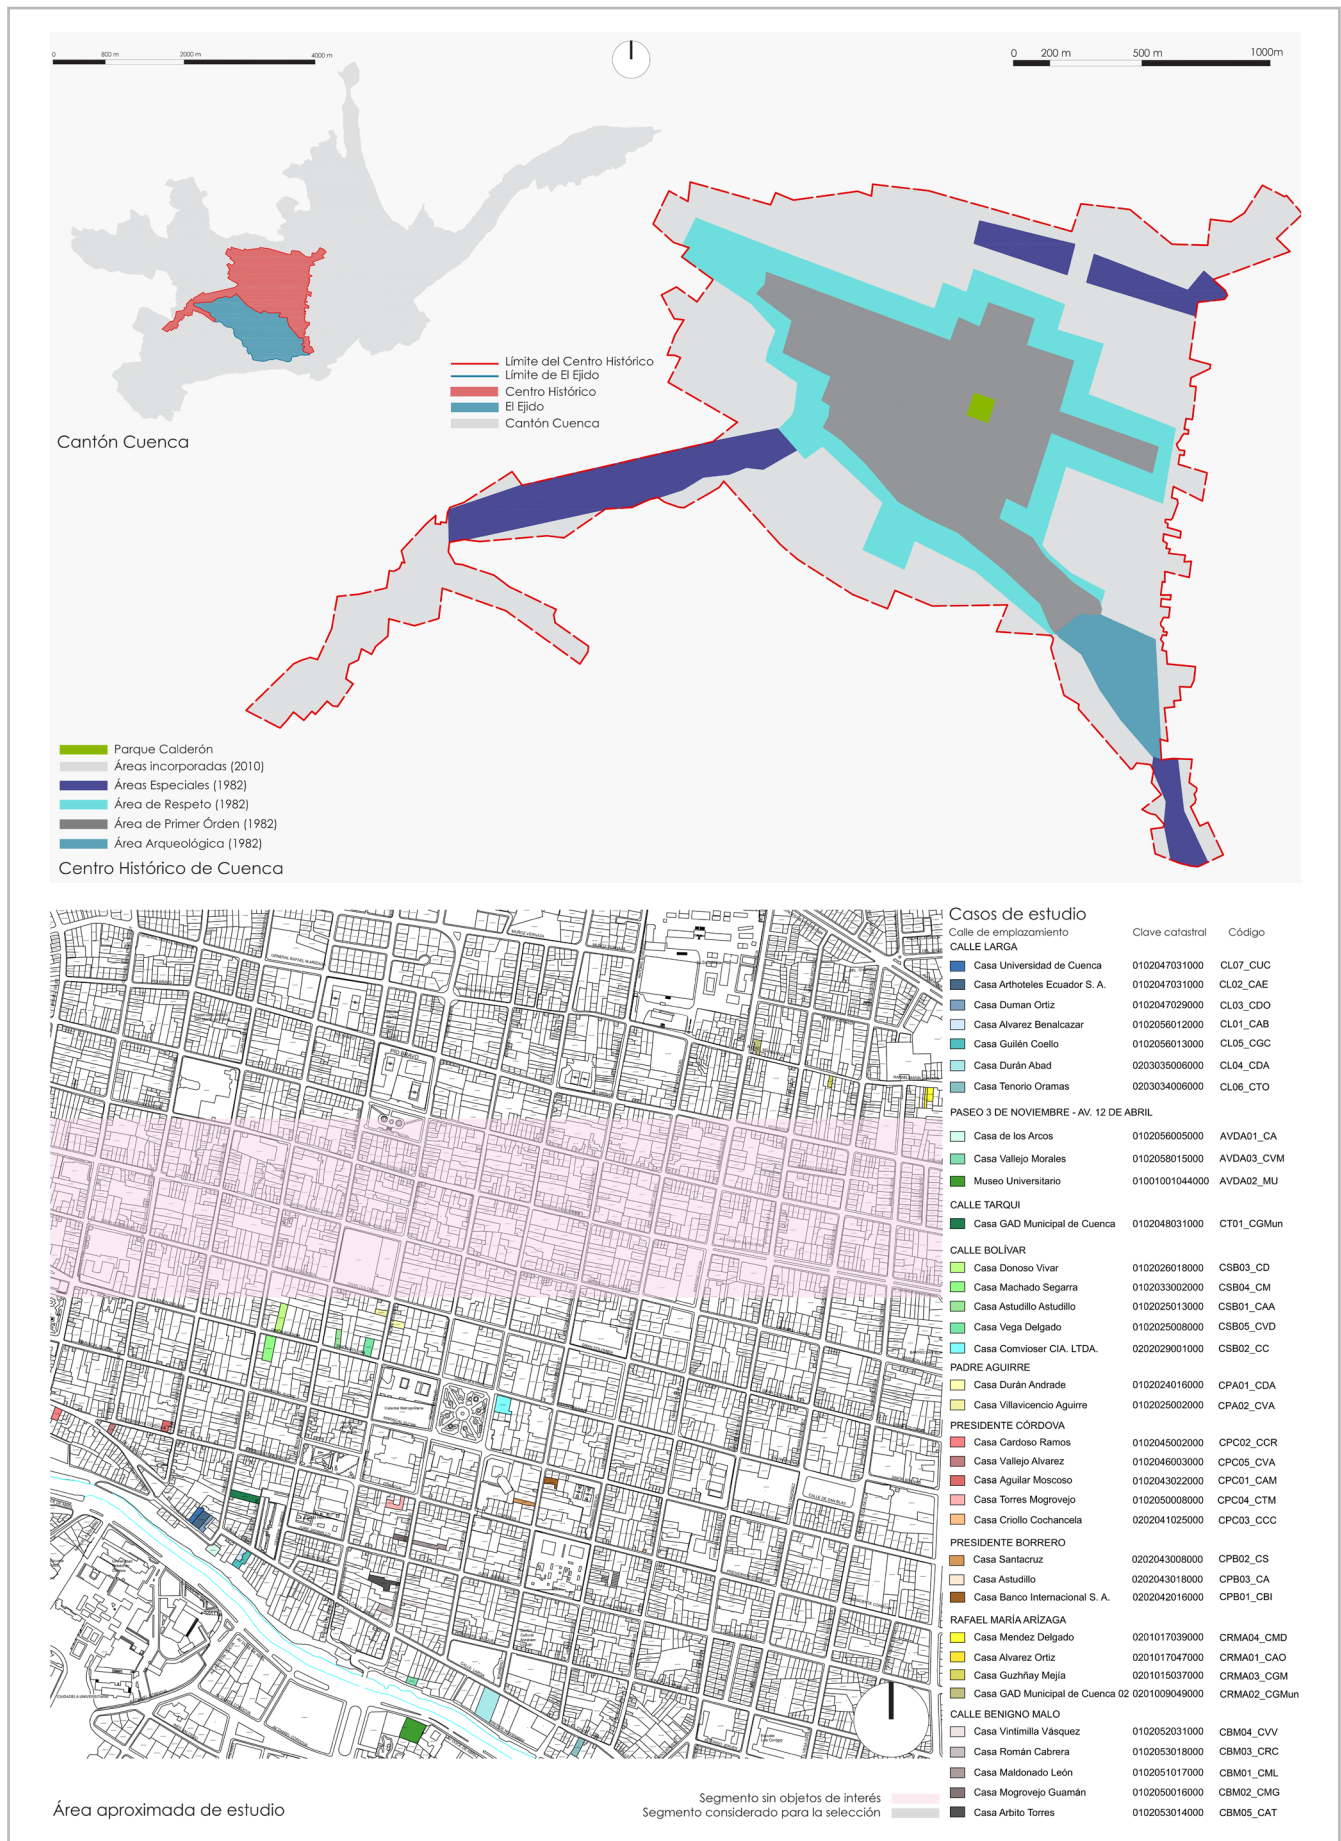 0 800 m 2000 m 4000 m
0 200 m 500 m 1000m
Límite del Centro Histórico
Límite de El Ejido
Centro Histórico
El Ejido
Cantón Cuenca
Cantón Cuenca
Parque Calderón
Áreas incorporadas (2010)
Áreas Especiales (1982)
Área de Respeto (1982)
Área de Primer Órden (1982)
Área Arqueológica (1982)
Centro Histórico de Cuenca
Casos de estudio
Calle de emplazamiento Clave catastral Código
CALLE LARGA
Casa Universidad de Cuenca 0102047031000 CL07_CUC
Casa Arthoteles Ecuador S. A. 0102047031000 CL02_CAE
Casa Duman Ortiz 0102047029000 CL03_CDO
Casa Alvarez Benalcazar 0102056012000 CL01_CAB
Casa Guilén Coello 0102056013000 CL05_CGC
Casa Durán Abad 0203035006000 CL04_CDA
Casa Tenorio Oramas 0203034006000 CL06_CTO
PASEO 3 DE NOVIEMBRE - AV. 12 DE ABRIL
Casa de los Arcos 0102056005000 AVDA01_CA
Casa Vallejo Morales 0102058015000 AVDA03_CVM
Museo Universitario 01001001044000 AVDA02_MU
CALLE TARQUI
Casa GAD Municipal de Cuenca 0102048031000 CT01_CGMun
CALLE BOLÍVAR
Casa Donoso Vivar 0102026018000 CSB03_CD
Casa Machado Segarra 0102033002000 CSB04_CM
Casa Astudillo Astudillo 0102025013000 CSB01_CAA
Casa Vega Delgado 0102025008000 CSB05_CVD
Casa Comvioser CIA. LTDA. 0202029001000 CSB02_CC
PADRE AGUIRRE
Casa Durán Andrade 0102024016000 CPA01_CDA
Casa Villavicencio Aguirre 0102025002000 CPA02_CVA
PRESIDENTE CÓRDOVA
Casa Cardoso Ramos 0102045002000 CPC02_CCR
Casa Vallejo Alvarez 0102046003000 CPC05_CVA
Casa Aguilar Moscoso 0102043022000 CPC01_CAM
Casa Torres Mogrovejo 0102050008000 CPC04_CTM
Casa Criollo Cochancela 0202041025000 CPC03_CCC
PRESIDENTE BORRERO
Casa Santacruz 0202043008000 CPB02_CS
Casa Astudillo 0202043018000 CPB03_CA
Casa Banco Internacional S. A. 0202042016000 CPB01_CBI
RAFAEL MARÍA ARÍZAGA
Casa Mendez Delgado 0201017039000 CRMA04_CMD
Casa Alvarez Ortiz 0201017047000 CRMA01_CAO
Casa Guzhñay Mejía 0201015037000 CRMA03_CGM
Casa GAD Municipal de Cuenca 02 0201009049000 CRMA02_CGMun
CALLE BENIGNO MALO
Casa Vintimilla Vásquez 0102052031000 CBM04_CVV
Casa Román Cabrera 0102053018000 CBM03_CRC
Casa Maldonado León 0102051017000 CBM01_CML
Casa Mogrovejo Guamán 0102050016000 CBM02_CMG
Casa Arbito Torres 0102053014000 CBM05_CAT
PIO BRAVO
Catedral Metropolitana
CALLE LARGA
CIUDADELA UNIVERSITARIA
Segmento sin objetos de interés
Segmento considerado para la selección
Área aproximada de estudio